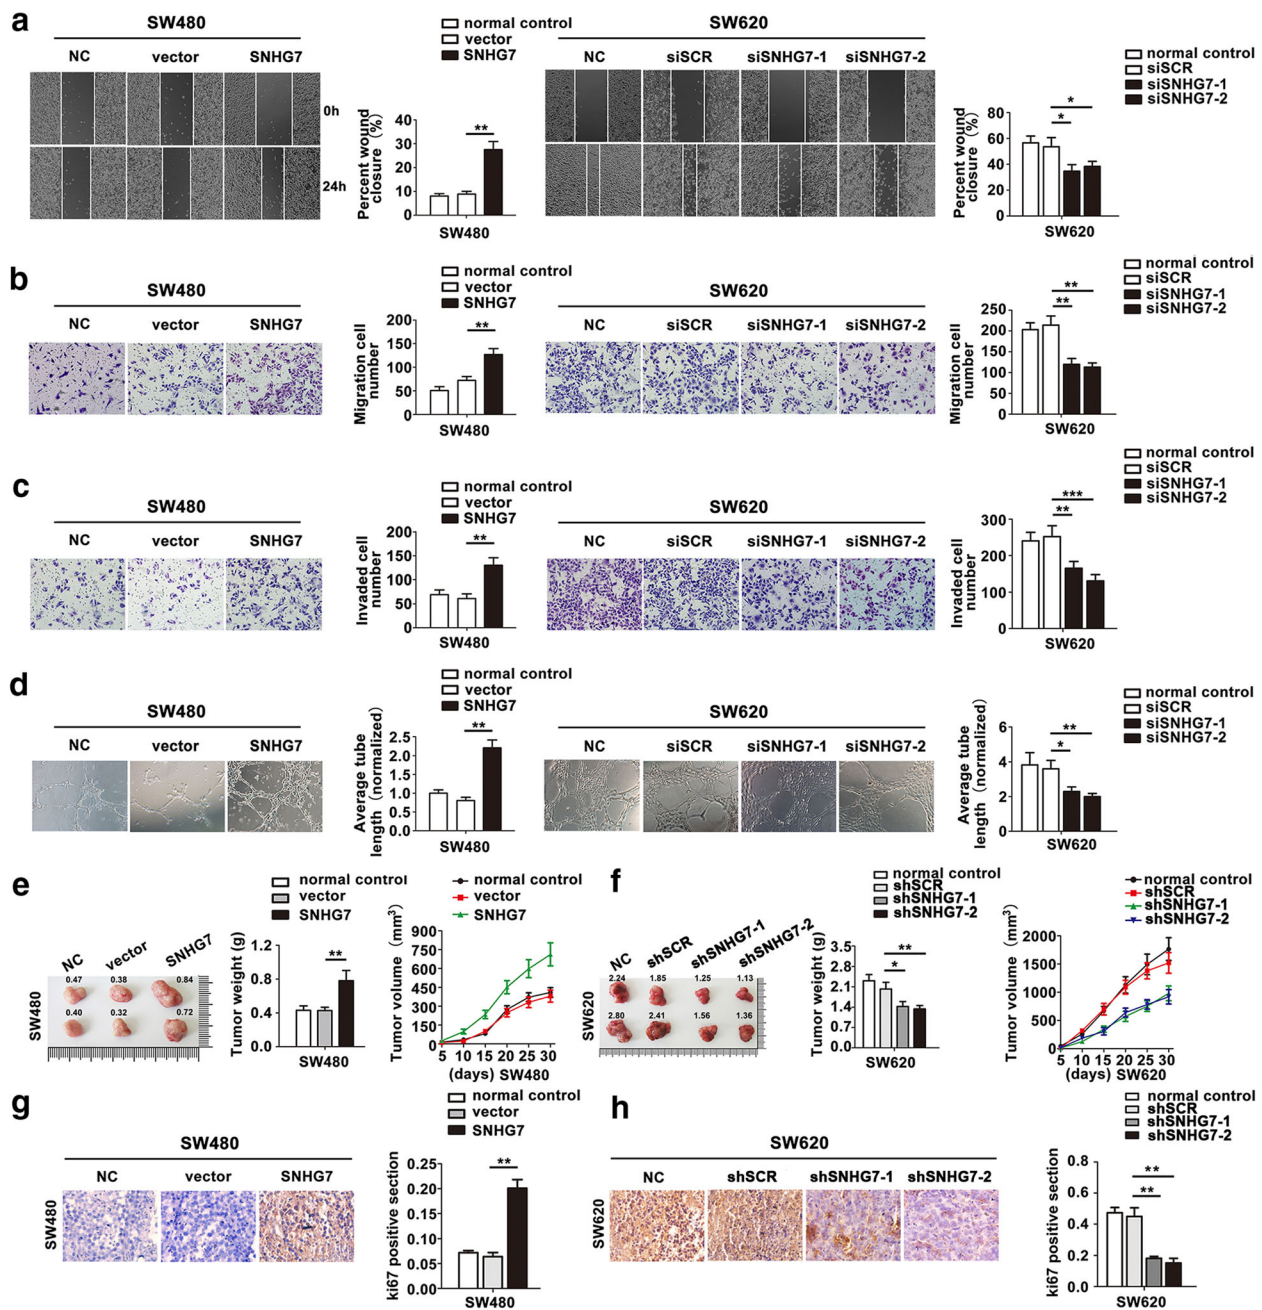 a
SW480
NC vector SNHG7
0h
24h
normal control
vector
SNHG7
Percent wound
closure (%)
40
30
20
10
0
**
SW480
SW620
NC siSCR siSNHG7-1 siSNHG7-2
normal control
siSCR
siSNHG7-1
siSNHG7-2
Percent wound
closure (%)
80
60
40
20
0
*
*
SW620
b
SW480
NC vector SNHG7
normal control
vector
SNHG7
Migration cell
number
200
150
100
50
0
**
SW480
SW620
NC siSCR siSNHG7-1 siSNHG7-2
normal control
siSCR
siSNHG7-1
siSNHG7-2
Migration cell
number
250
200
150
100
50
0
**
**
SW620
c
SW480
NC vector SNHG7
normal control
vector
SNHG7
Invaded cell
number
200
150
100
50
0
**
SW480
SW620
NC siSCR siSNHG7-1 siSNHG7-2
normal control
siSCR
siSNHG7-1
siSNHG7-2
Invaded cell
number
300
200
100
0
***
**
SW620
d
SW480
NC vector SNHG7
normal control
vector
SNHG7
Average tube
length (normalized)
2.5
2.0
1.5
1.0
0.5
0.0
**
SW480
SW620
NC siSCR siSNHG7-1 siSNHG7-2
normal control
siSCR
siSNHG7-1
siSNHG7-2
Average tube
length (normalized)
6
4
2
0
**
*
SW620
e
SW480
NC vector SNHG7
0.47 0.38 0.84
0.40 0.32 0.72
normal control
vector
SNHG7
Tumor weight (g)
1.2
0.8
0.4
0.0
**
SW480
normal control
vector
SNHG7
Tumor volume (mm³)
900
750
600
450
300
150
0
5 10 15 20 25 30
(days) SW480
f
SW620
NC shSCR shSNHG7-1 shSNHG7-2
2.24 1.85 1.25 1.13
2.80 2.41 1.56 1.36
normal control
shSCR
shSNHG7-1
shSNHG7-2
Tumor weight (g)
3.5
2.8
2.1
1.4
0.7
0.0
**
*
SW620
normal control
shSCR
shSNHG7-1
shSNHG7-2
Tumor volume (mm³)
2000
1500
1000
500
0
5 10 15 20 25 30
(days) SW620
g
SW480
NC vector SNHG7
SW480
normal control
vector
SNHG7
ki67 positive section
0.25
0.20
0.15
0.10
0.05
0.00
**
SW480
h
SW620
NC shSCR shSNHG7-1 shSNHG7-2
SW620
normal control
shSCR
shSNHG7-1
shSNHG7-2
ki67 positive section
0.8
0.6
0.4
0.2
0.0
**
**
SW620